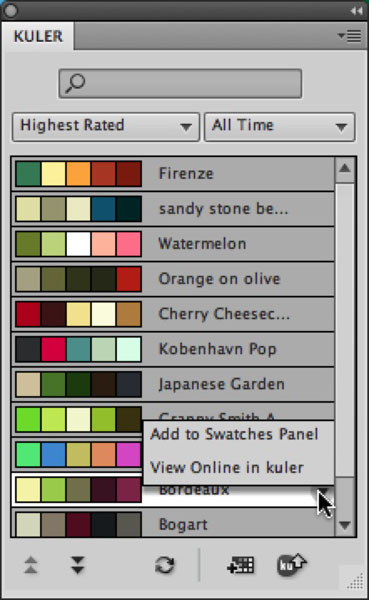 KULER
Highest Rated
All Time
Firenze
sandy stone be...
Watermelon
Orange on olive
Cherry Cheesec...
Kobenhavn Pop
Japanese Garden
Granny Smith A
Add to Swatches Panel
View Online in kuler
Bordeaux
Bogart
ku